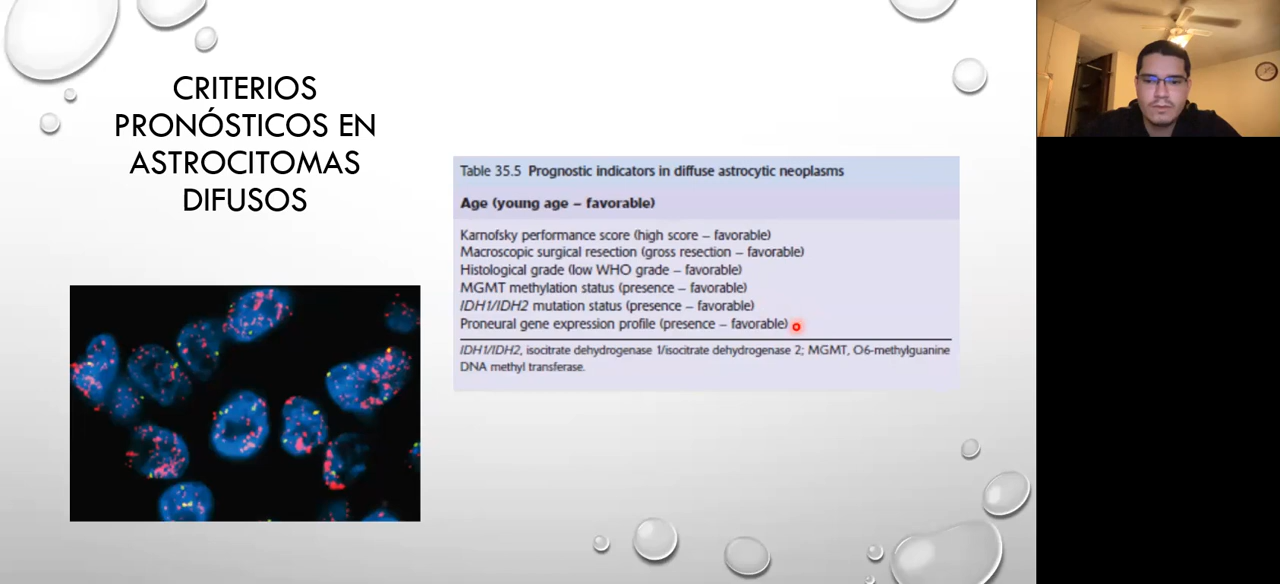 CRITERIOS
PRONÓSTICOS EN
ASTROCITOMAS
DIFUSOS
Table 35.5 Prognostic indicators in diffuse astrocytic neoplasms
Age (young age – favorable)
Karnofsky performance score (high score – favorable)
Macroscopic surgical resection (gross resection – favorable)
Histological grade (low WHO grade – favorable)
MGMT methylation status (presence – favorable)
IDH1/IDH2 mutation status (presence – favorable)
Proneural gene expression profile (presence – favorable)
IDH1/IDH2, isocitrate dehydrogenase 1/isocitrate dehydrogenase 2; MGMT, O6-methylguanine
DNA methyl transferase.